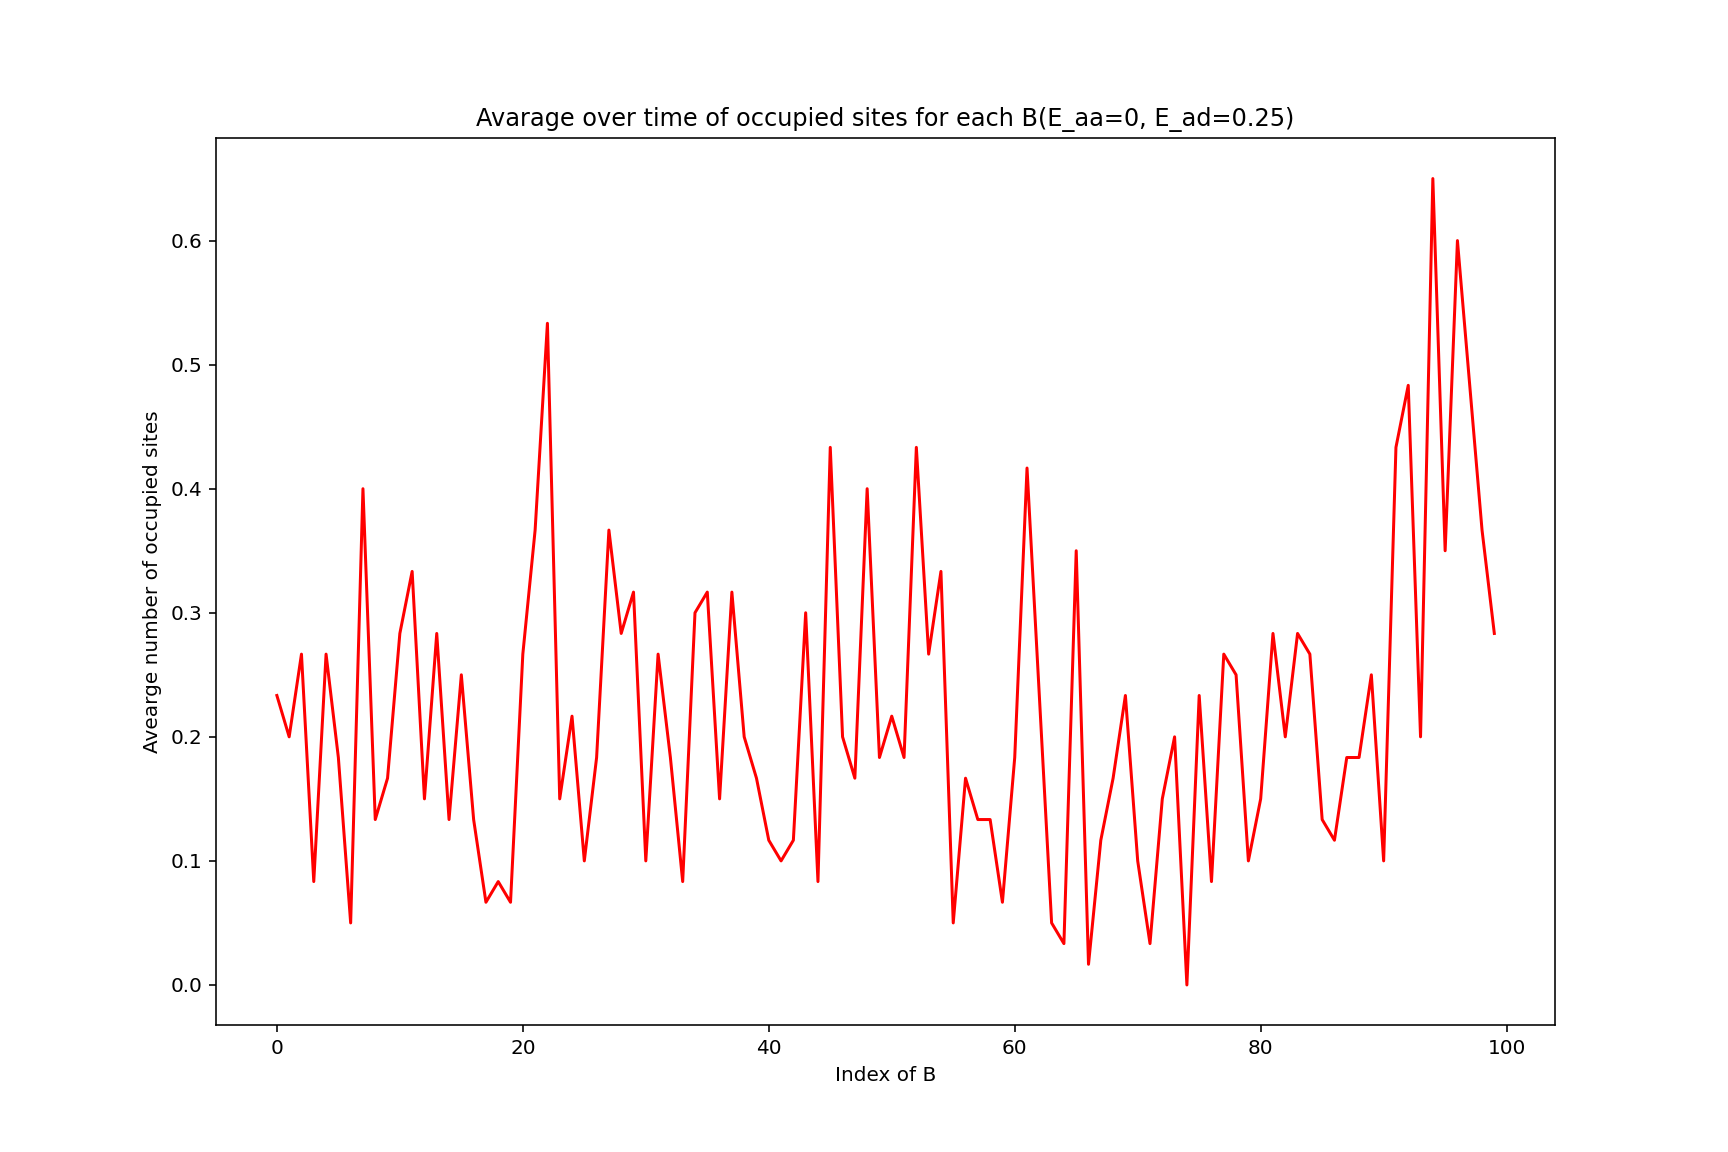 Avarage over time of occupied sites for each B(E_aa=0, E_ad=0.25)
Avearge number of occupied sites
0.6
0.5
0.4
0.3
0.2
0.1
0.0
0 20 40 60 80 100
Index of B